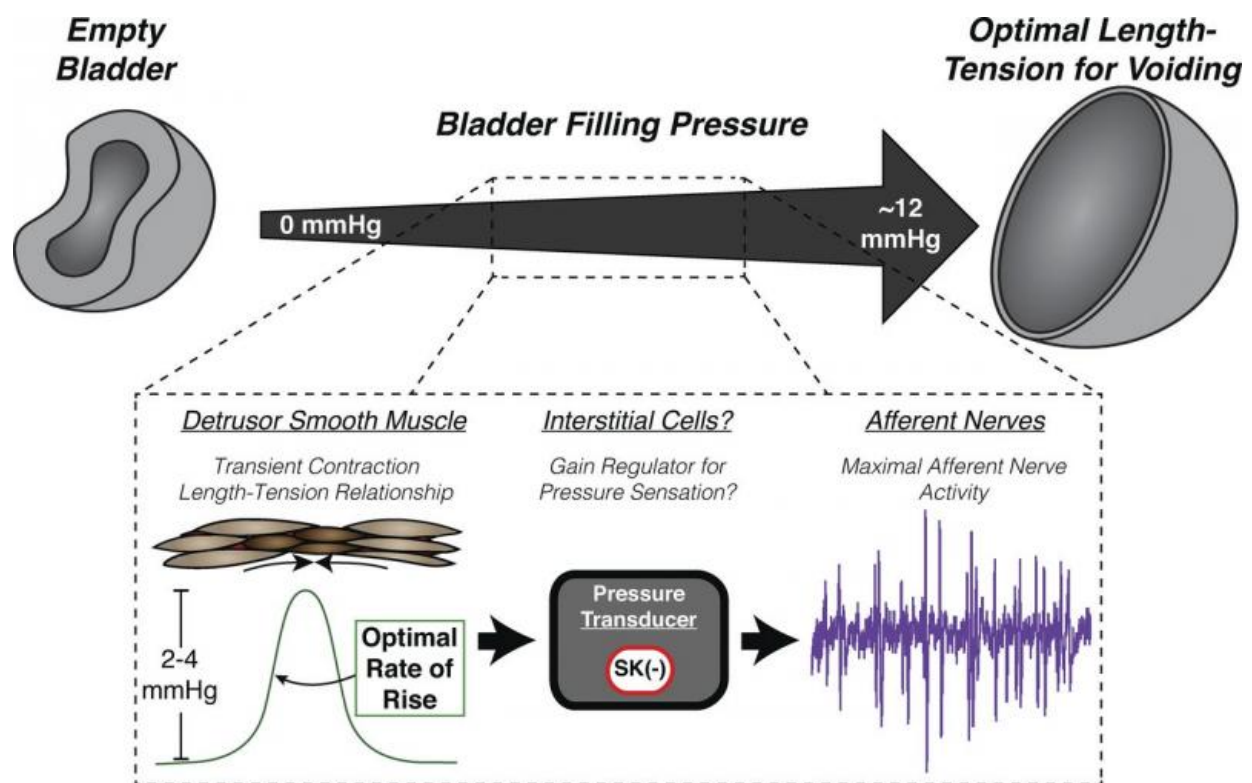 Empty
Bladder
Optimal Length-
Tension for Voiding
Bladder Filling Pressure
0 mmHg
~12
mmHg
Detrusor Smooth Muscle
Transient Contraction
Length-Tension Relationship
Interstitial Cells?
Gain Regulator for
Pressure Sensation?
Afferent Nerves
Maximal Afferent Nerve
Activity
2-4
mmHg
Optimal
Rate of
Rise
Pressure
Transducer
SK(-)